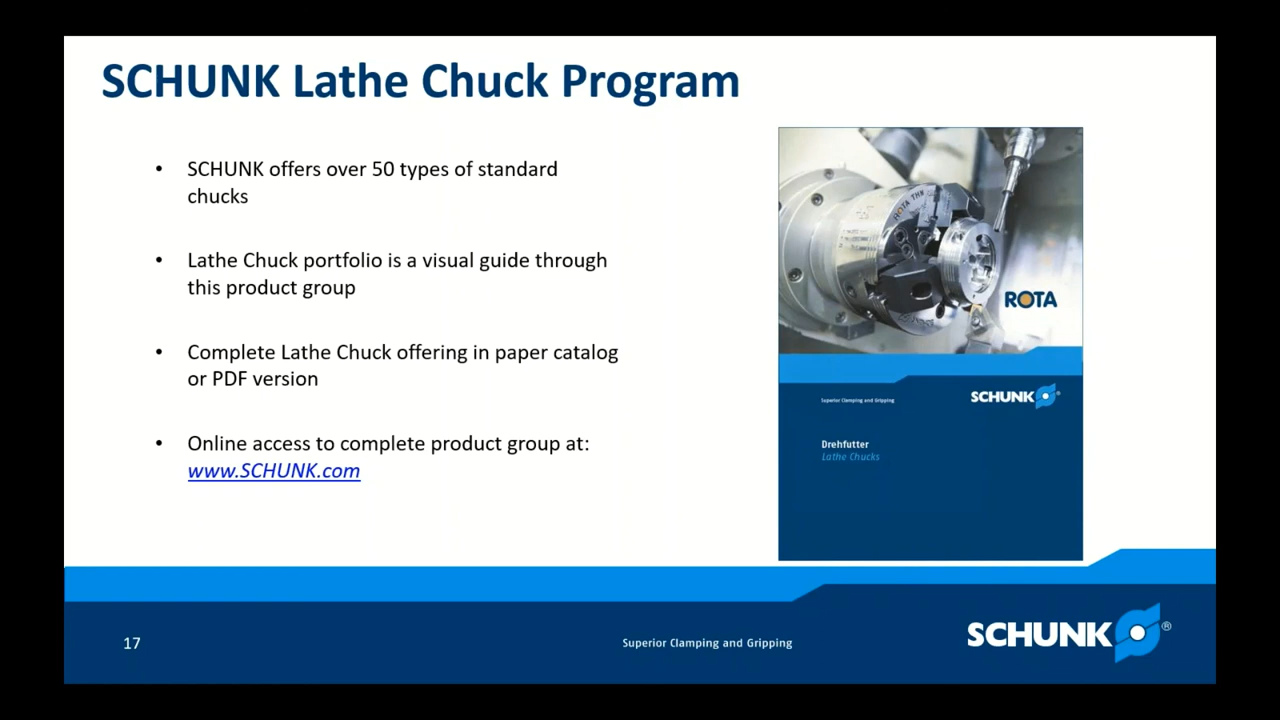 SCHUNK Lathe Chuck Program
• SCHUNK offers over 50 types of standard
chucks
• Lathe Chuck portfolio is a visual guide through
this product group
• Complete Lathe Chuck offering in paper catalog
or PDF version
• Online access to complete product group at:
www.SCHUNK.com
ROTA THW
ROTA
Superior Clamping and Gripping
SCHUNK
Drehfutter
Lathe Chucks
17
Superior Clamping and Gripping
SCHUNK®